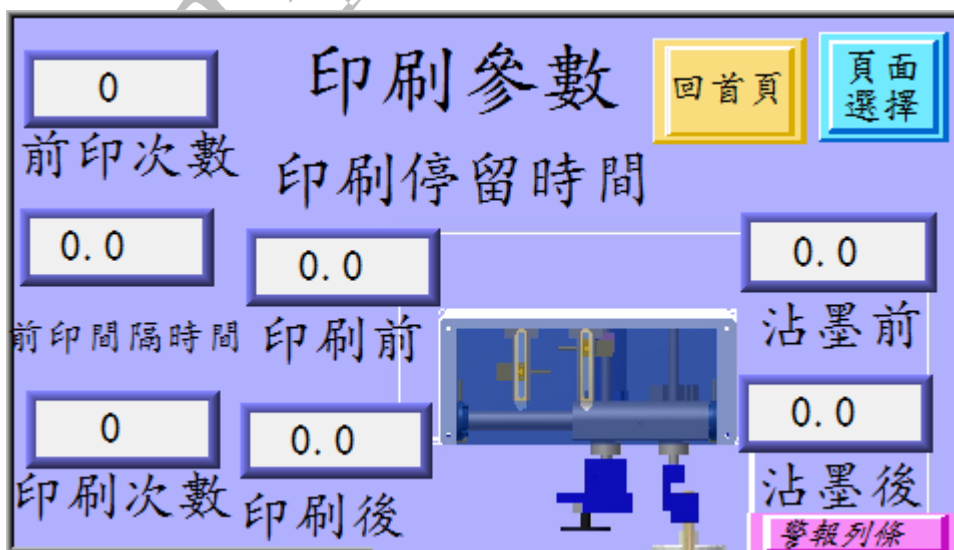 印刷參數
回首頁
頁面
選擇
0
前印次數
印刷停留時間
0.0
前印間隔時間
0.0
印刷前
0.0
沾墨前
0
印刷次數
0.0
印刷後
0.0
沾墨後
警報列條